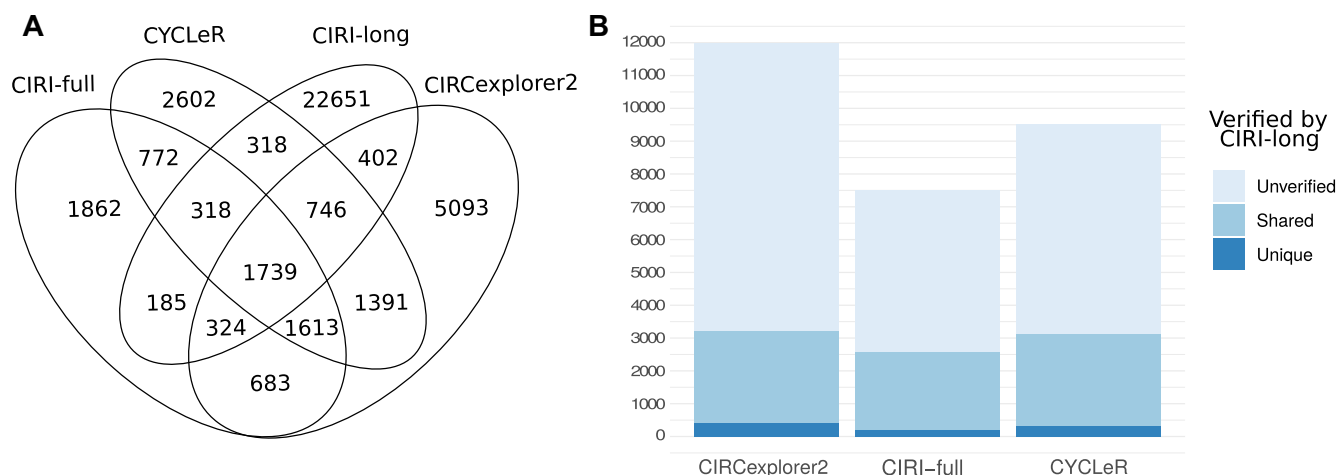 A
CYCLeR
CIRI-long
CIRI-full
CIRCexplorer2
2602
22651
772
318
402
1862
318
746
5093
1739
185
1391
324
1613
683
B
12000
11000
10000
9000
8000
7000
6000
5000
4000
3000
2000
1000
0
CIRCexplorer2
CIRI–full
CYCLeR
Verified by
CIRI-long
Unverified
Shared
Unique